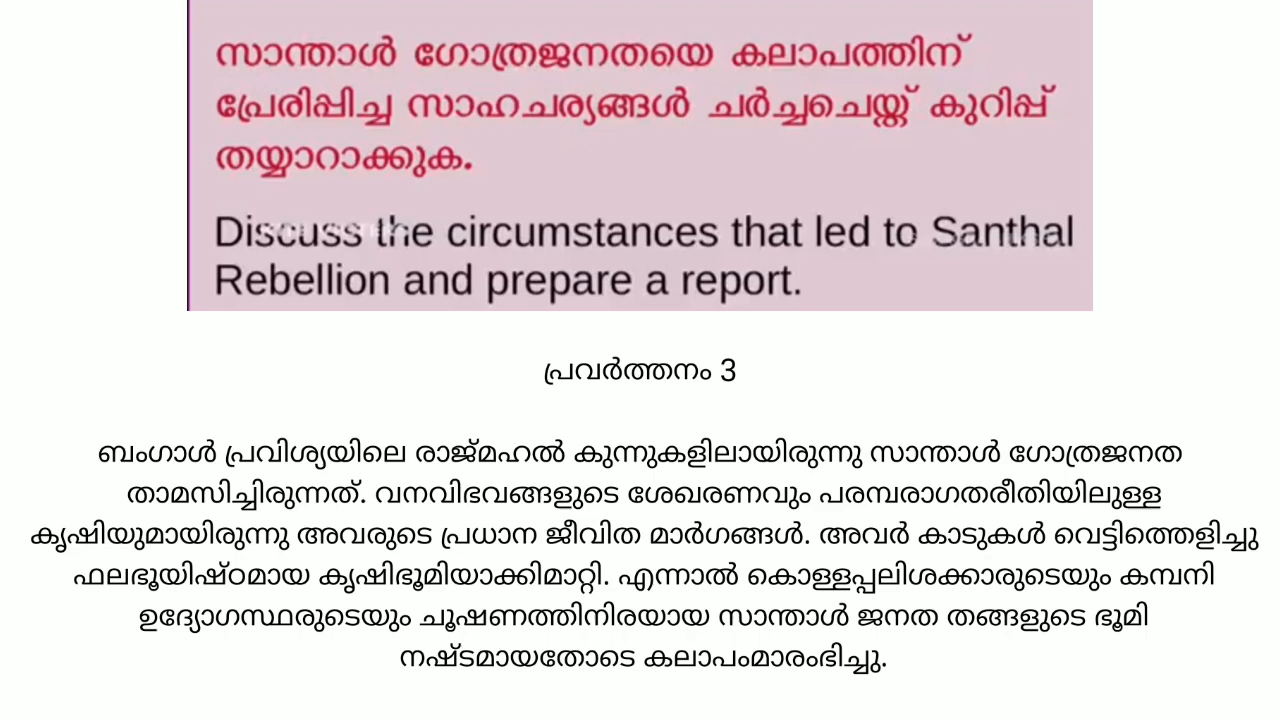 സാന്താൾ ഗോത്രജനതയെ കലാപത്തിന്
പ്രേരിപ്പിച്ച സാഹചര്യങ്ങൾ ചർച്ചചെയ്ത് കുറിപ്പ്
തയ്യാറാക്കുക.
Discuss the circumstances that led to Santhal
Rebellion and prepare a report.
പ്രവർത്തനം 3
ബംഗാൾ പ്രവിശ്യയിലെ രാജ്മഹൽ കുന്നുകളിലായിരുന്നു സാന്താൾ ഗോത്രജനത
താമസിച്ചിരുന്നത്. വനവിഭവങ്ങളുടെ ശേഖരണവും പരമ്പരാഗതരീതിയിലുള്ള
കൃഷിയുമായിരുന്നു അവരുടെ പ്രധാന ജീവിത മാർഗങ്ങൾ. അവർ കാടുകൾ വെട്ടിത്തെളിച്ചു
ഫലഭൂയിഷ്ഠമായ കൃഷിഭൂമിയാക്കിമാറ്റി. എന്നാൽ കൊള്ളപ്പലിശക്കാരുടെയും കമ്പനി
ഉദ്യോഗസ്ഥരുടെയും ചൂഷണത്തിനിരയായ സാന്താൾ ജനത തങ്ങളുടെ ഭൂമി
നഷ്ടമായതോടെ കലാപംമാരംഭിച്ചു.